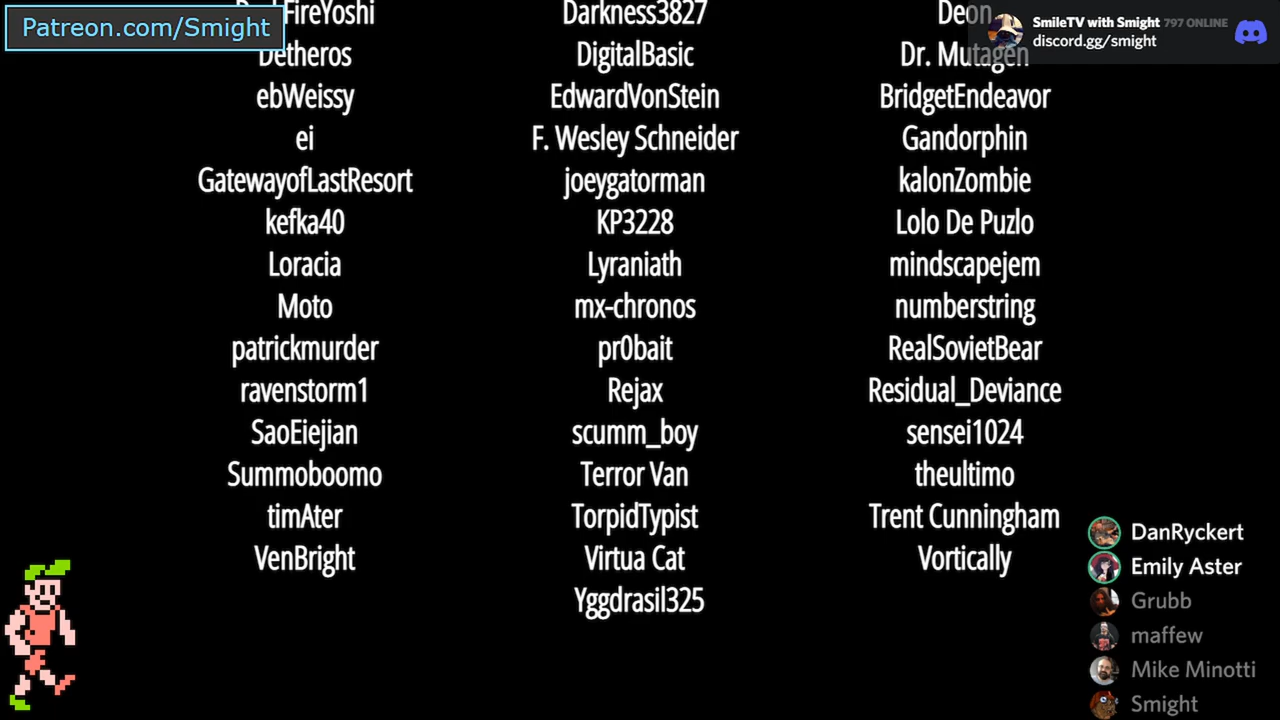 Patreon.com/Smight
FireYoshi Darkness3827 Deon
SmileTV with Smight 797 ONLINE
discord.gg/smight
Detheros DigitalBasic Dr. Mutagen
ebWeissy EdwardVonStein BridgetEndeavor
ei F. Wesley Schneider Gandorphin
GatewayofLastResort joeygatorman kalonZombie
kefka40 KP3228 Lolo De Puzlo
Loracia Lyraniath mindscapejem
Moto mx-chronos numberstring
patrickmurder pr0bait RealSovietBear
ravenstorm1 Rejax Residual_Deviance
SaoEiejian scumm_boy sensei1024
Summoboomo Terror Van theultimo
timAter TorpidTypist Trent Cunningham
VenBright Virtua Cat Vortically
Yggdrasil325
DanRyckert
Emily Aster
Grubb
maffew
Mike Minotti
Smight